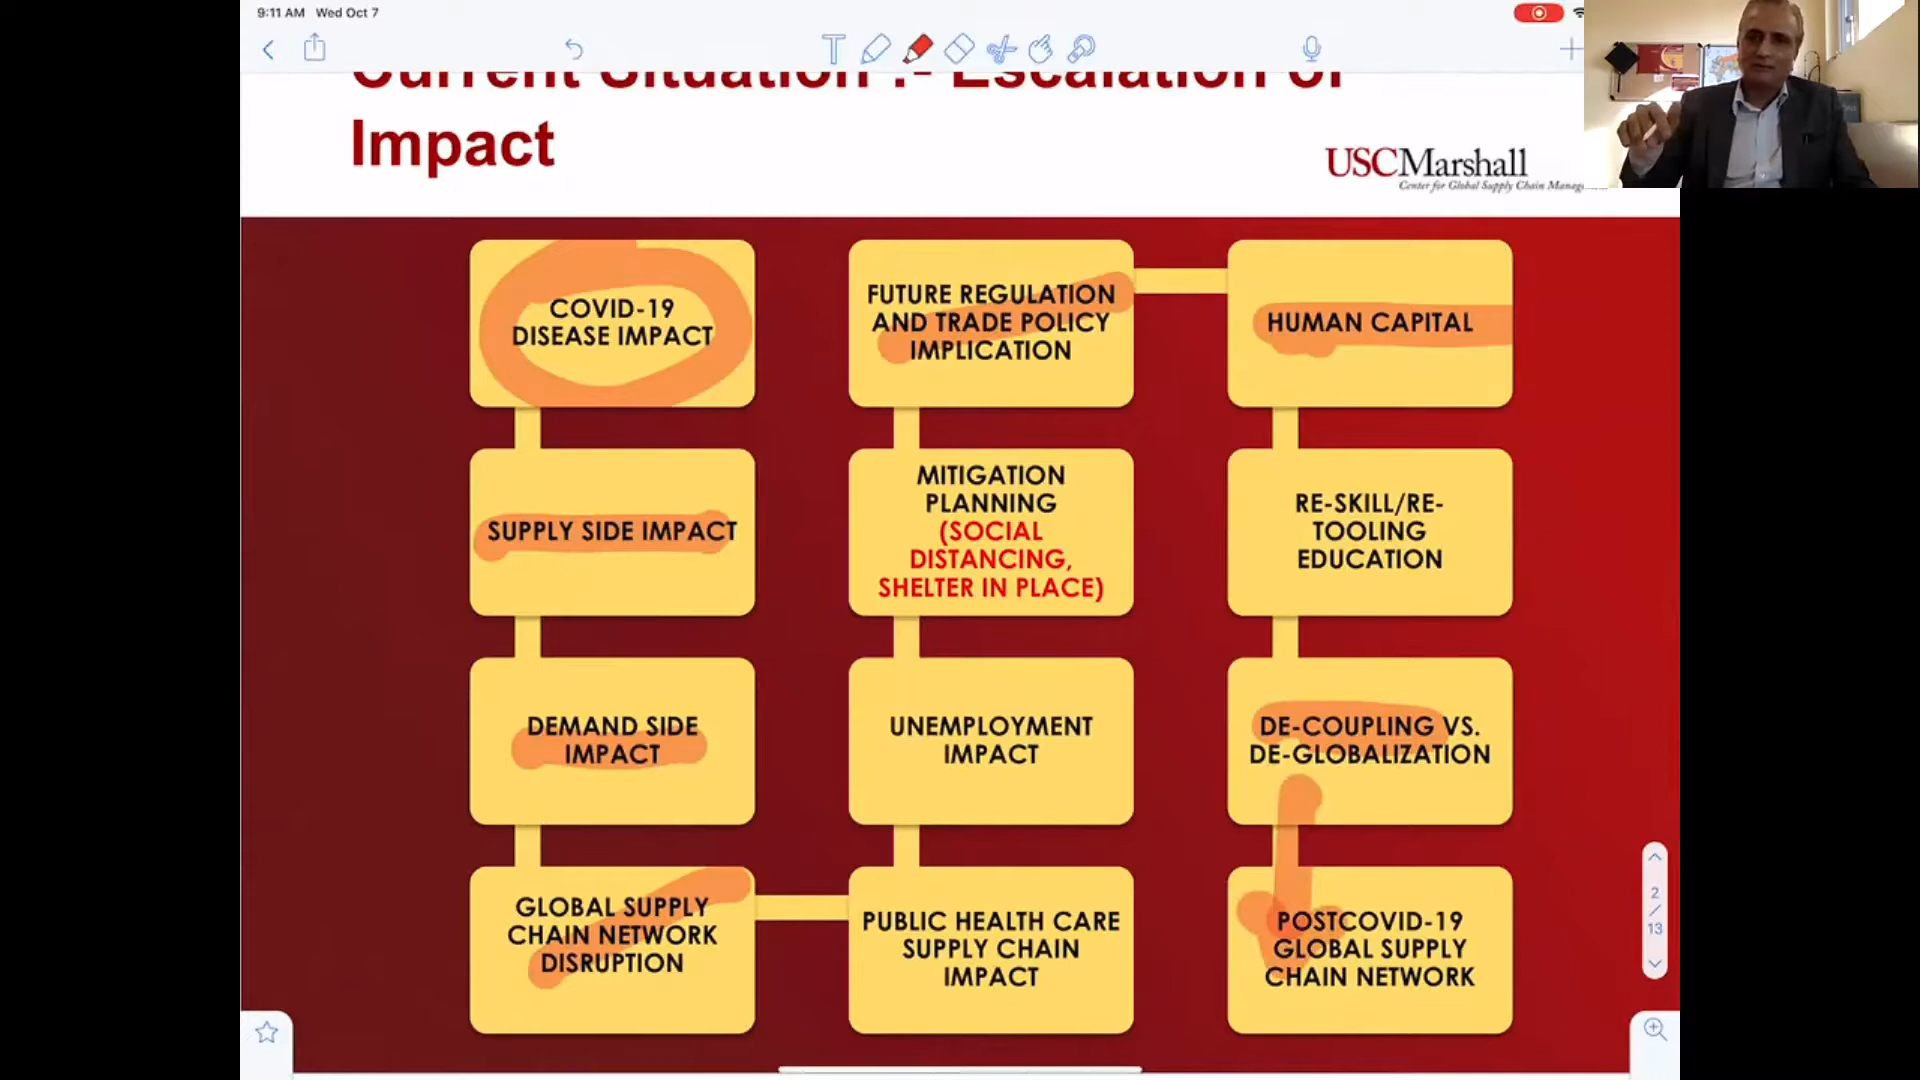 9:11 AM Wed Oct 7
Current Situation :- Escalation of
Impact
USCMarshall
Center for Global Supply Chain
COVID-19
DISEASE IMPACT
SUPPLY SIDE IMPACT
DEMAND SIDE
IMPACT
GLOBAL SUPPLY
CHAIN NETWORK
DISRUPTION
FUTURE REGULATION
AND TRADE POLICY
IMPLICATION
MITIGATION
PLANNING
(SOCIAL
DISTANCING,
SHELTER IN PLACE)
UNEMPLOYMENT
IMPACT
PUBLIC HEALTH CARE
SUPPLY CHAIN
IMPACT
HUMAN CAPITAL
RE-SKILL/RE-
TOOLING
EDUCATION
DE-COUPLING VS.
DE-GLOBALIZATION
POSTCOVID-19
GLOBAL SUPPLY
CHAIN NETWORK
2
/
13